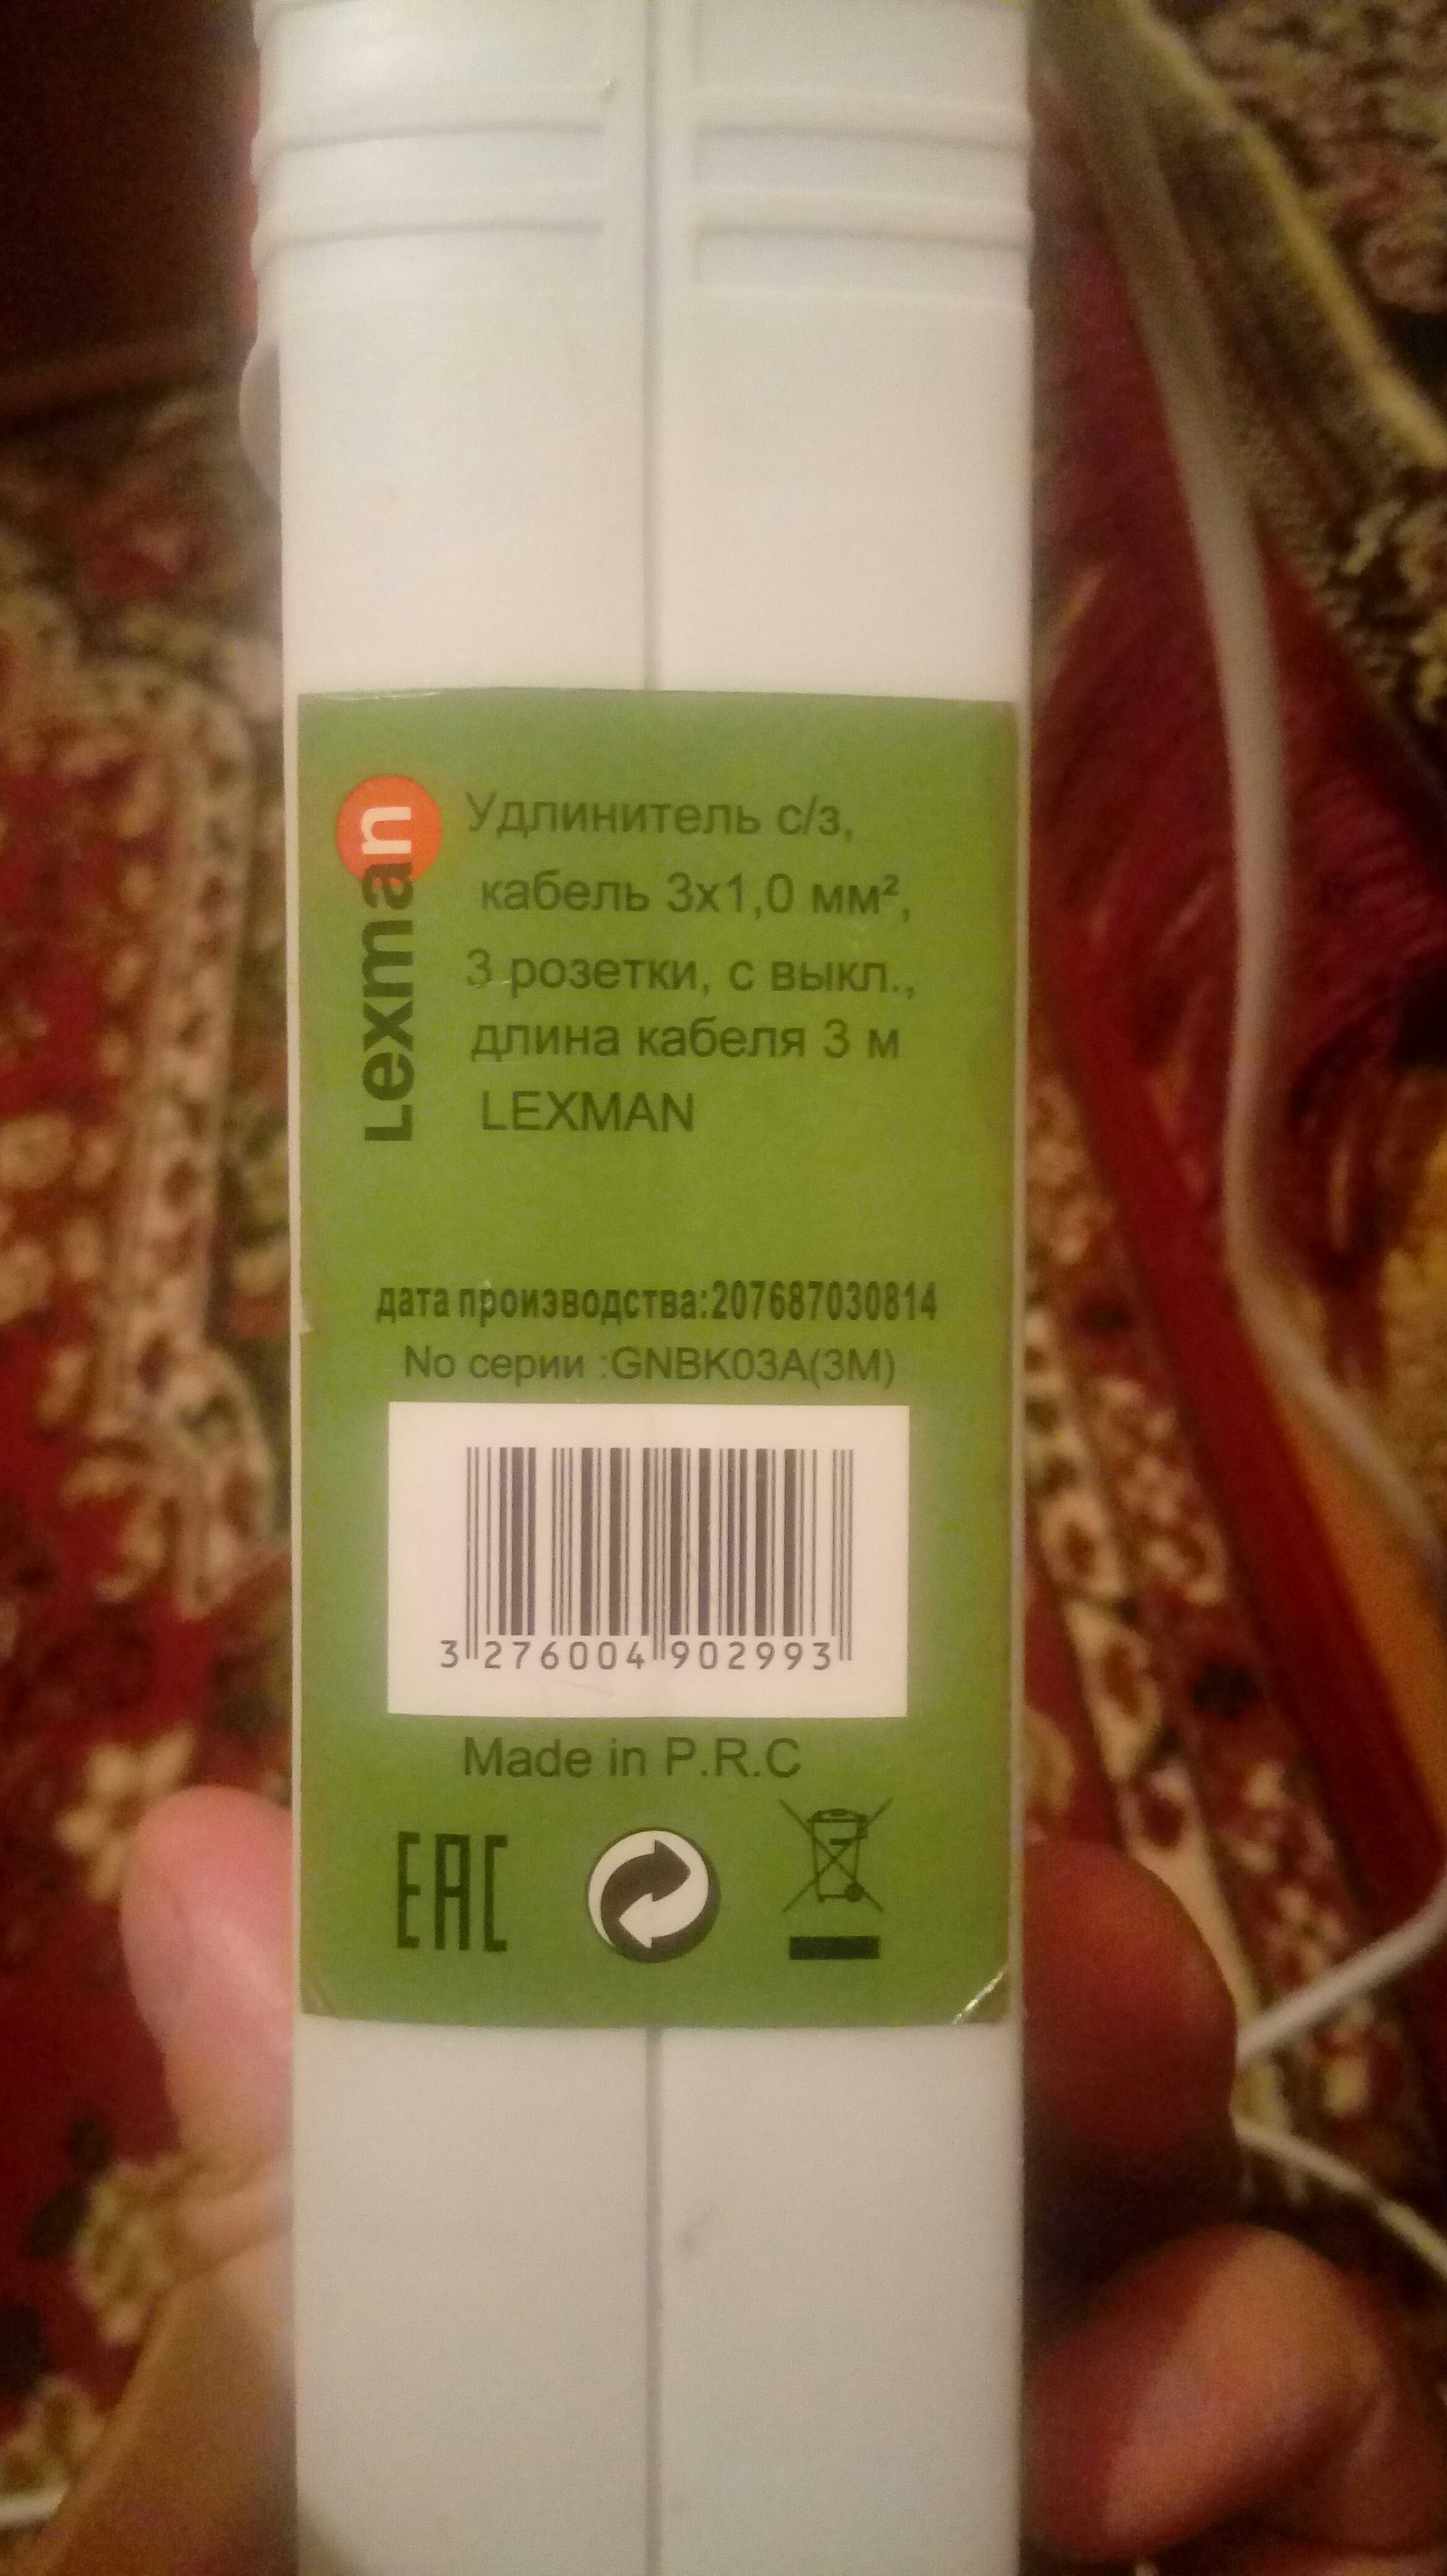 Lexman
Удлинитель с/з,
кабель 3x1,0 мм²,
3 розетки, с выкл.,
длина кабеля 3 м
LEXMAN
дата производства:207687030814
No серии :GNBK03A(3M)
3 276004 902993
Made in P.R.C
EAC